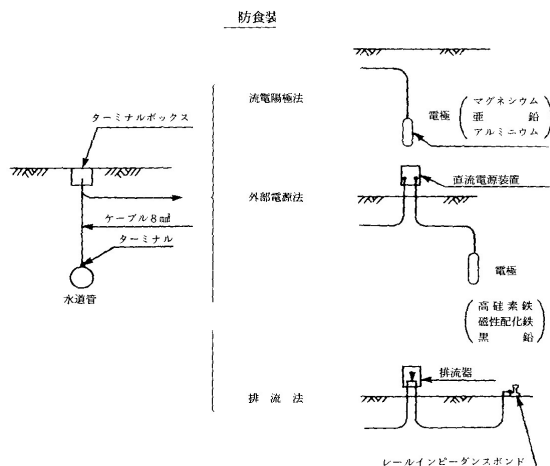 防食装
流電陽極法
電極
マグネシウム
亜鉛
アルミニウム
ターミナルボックス
直流電源装置
外部電源法
ケーブル8㎟
ターミナル
水道管
電極
高硅素鉄
磁性配化鉄
黒鉛
排流器
排流法
レールインピーダンスボンド